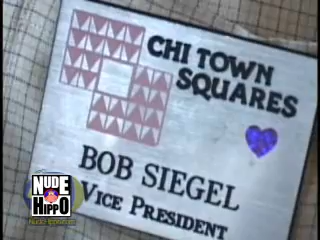 CHI TOWN
SQUARES
BOB SIEGEL
VICE PRESIDENT
NUDE
HIPPO